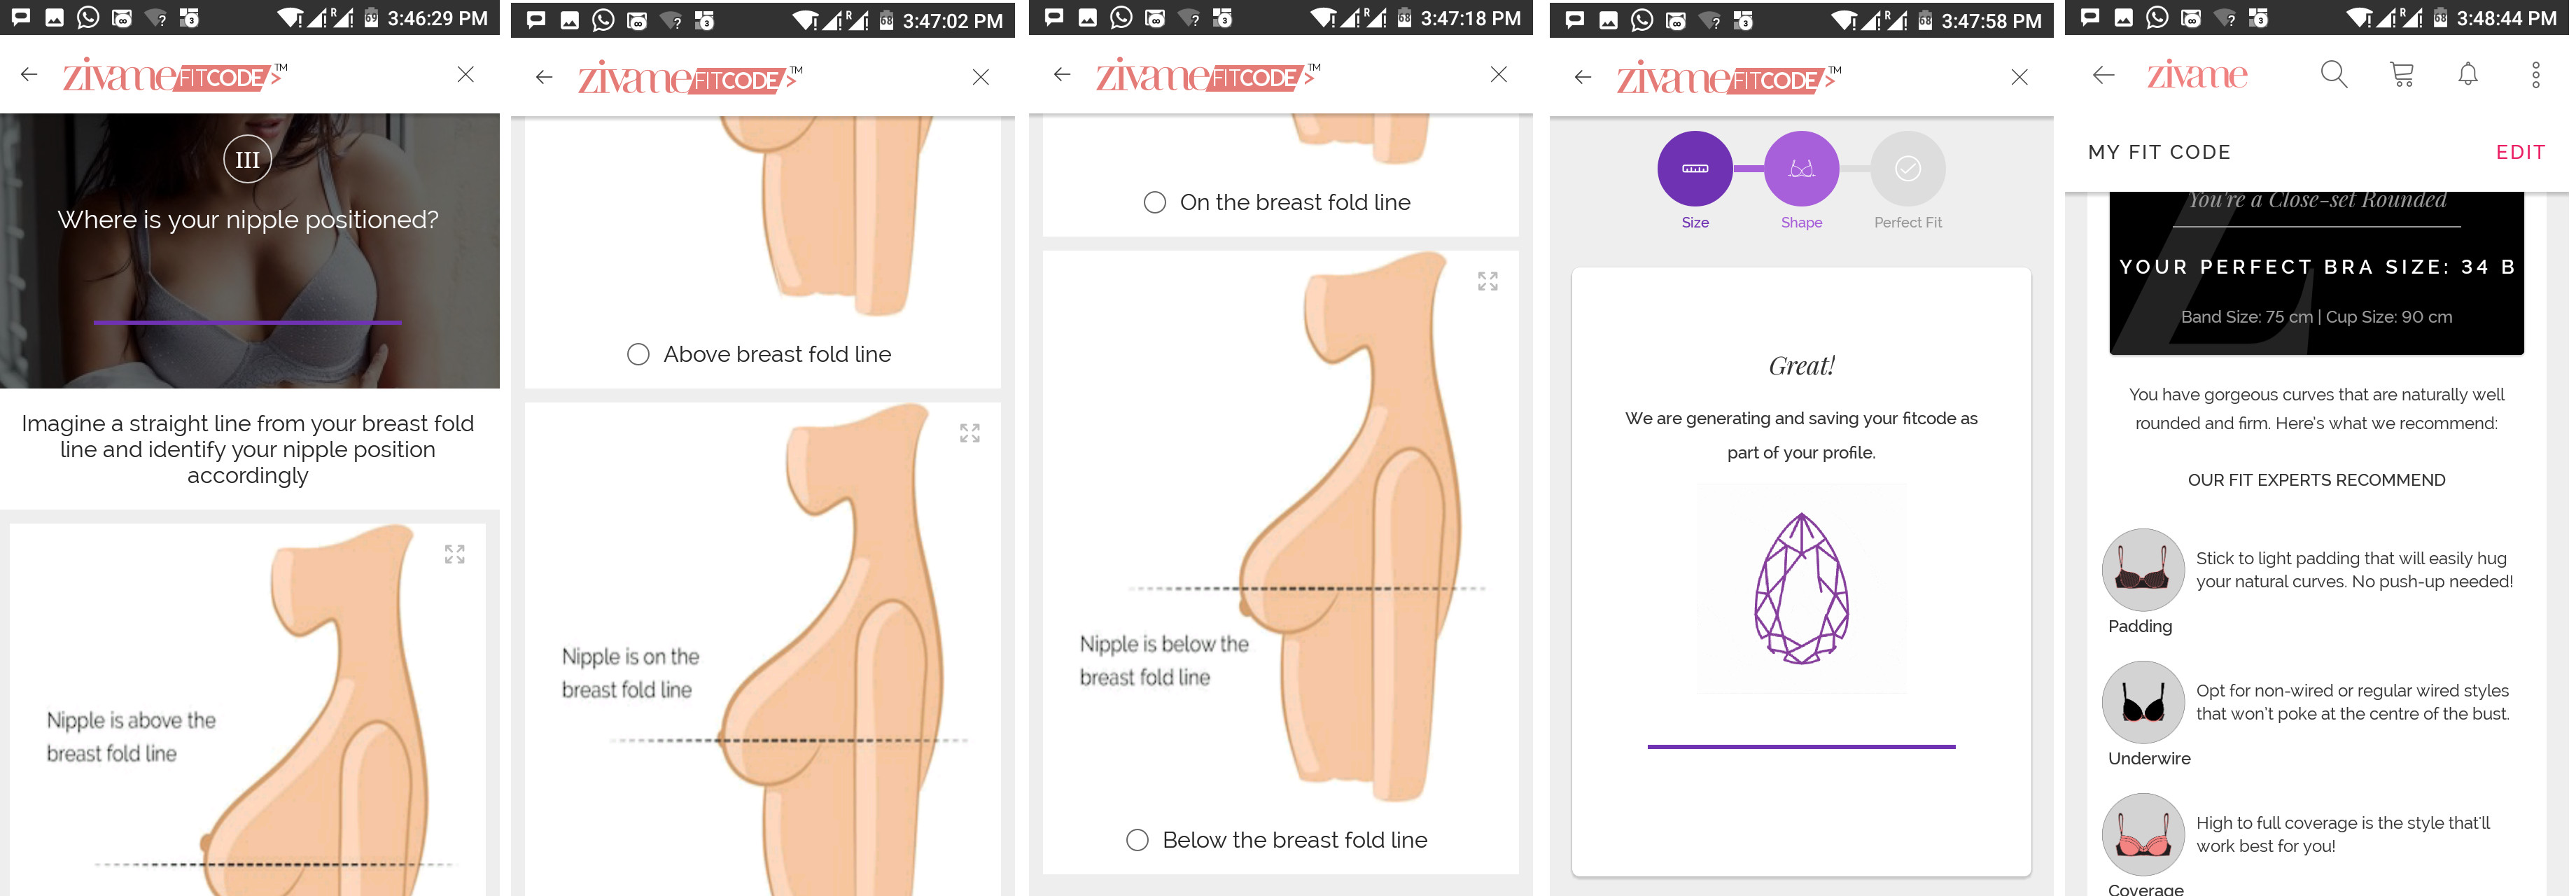 3:46:29 PM
zivame FITCODE> TM
III
Where is your nipple positioned?
Imagine a straight line from your breast fold
line and identify your nipple position
accordingly
Nipple is above the
breast fold line
3:47:02 PM
zivame FITCODE> TM
Above breast fold line
Nipple is on the
breast fold line
3:47:18 PM
zivame FITCODE> TM
On the breast fold line
Nipple is below the
breast fold line
Below the breast fold line
3:47:58 PM
zivame FITCODE> TM
Size
Shape
Perfect Fit
Great!
We are generating and saving your fitcode as
part of your profile.
3:48:44 PM
zivame
MY FIT CODE
EDIT
You're a Close-set Rounded
YOUR PERFECT BRA SIZE: 34 B
Band Size: 75 cm | Cup Size: 90 cm
You have gorgeous curves that are naturally well
rounded and firm. Here's what we recommend:
OUR FIT EXPERTS RECOMMEND
Stick to light padding that will easily hug
your natural curves. No push-up needed!
Padding
Opt for non-wired or regular wired styles
that won't poke at the centre of the bust.
Underwire
High to full coverage is the style that'll
work best for you!
Coverage